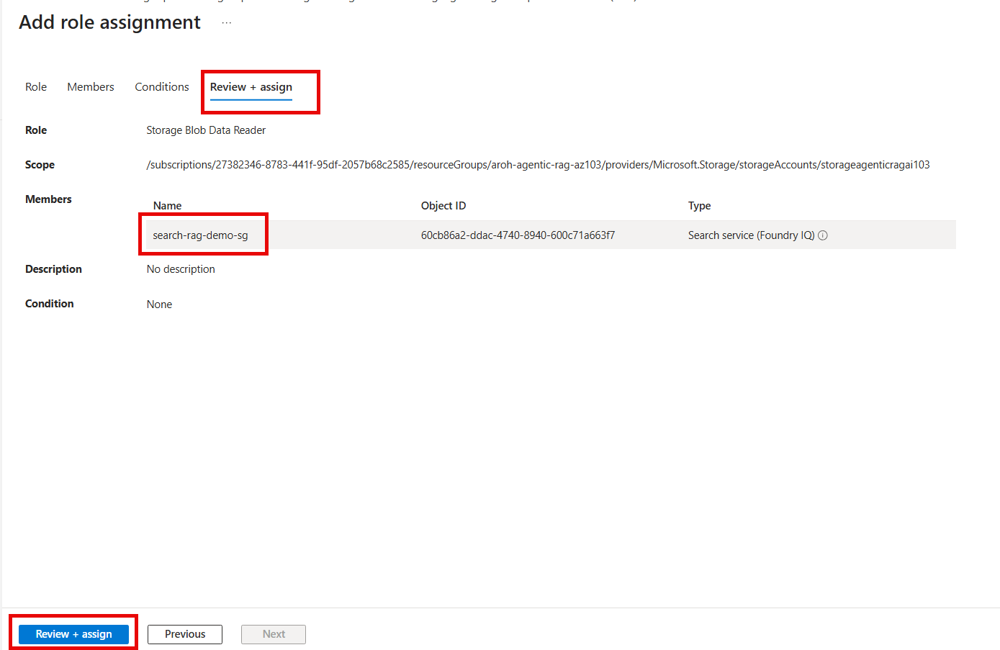 Add role assignment ...
Role Members Conditions Review + assign
Role Storage Blob Data Reader
Scope /subscriptions/27382346-8783-441f-95df-2057b68c2585/resourceGroups/aroh-agentic-rag-az103/providers/Microsoft.Storage/storageAccounts/storageagenticragai103
Members
Name Object ID Type
search-rag-demo-sg 60cb86a2-ddac-4740-8940-600c71a663f7 Search service (Foundry IQ)
Description No description
Condition None
Review + assign Previous Next